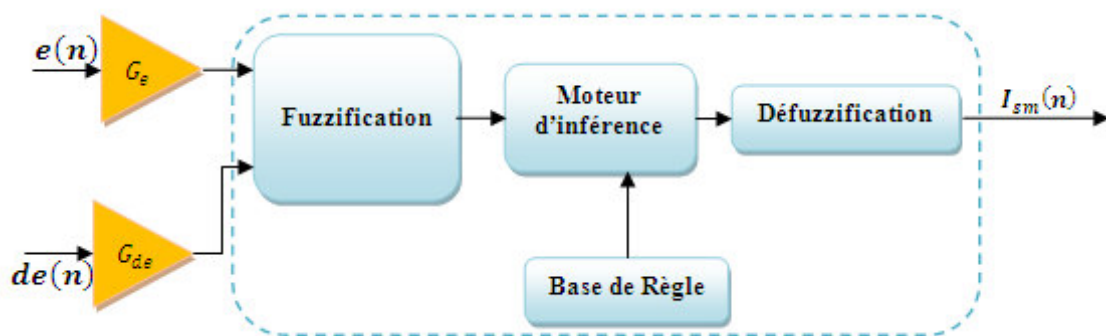 e(n)
G_e
Fuzzification
Moteur
d'inférence
Défuzzification
I_sm(n)
de(n)
G_de
Base de Règle